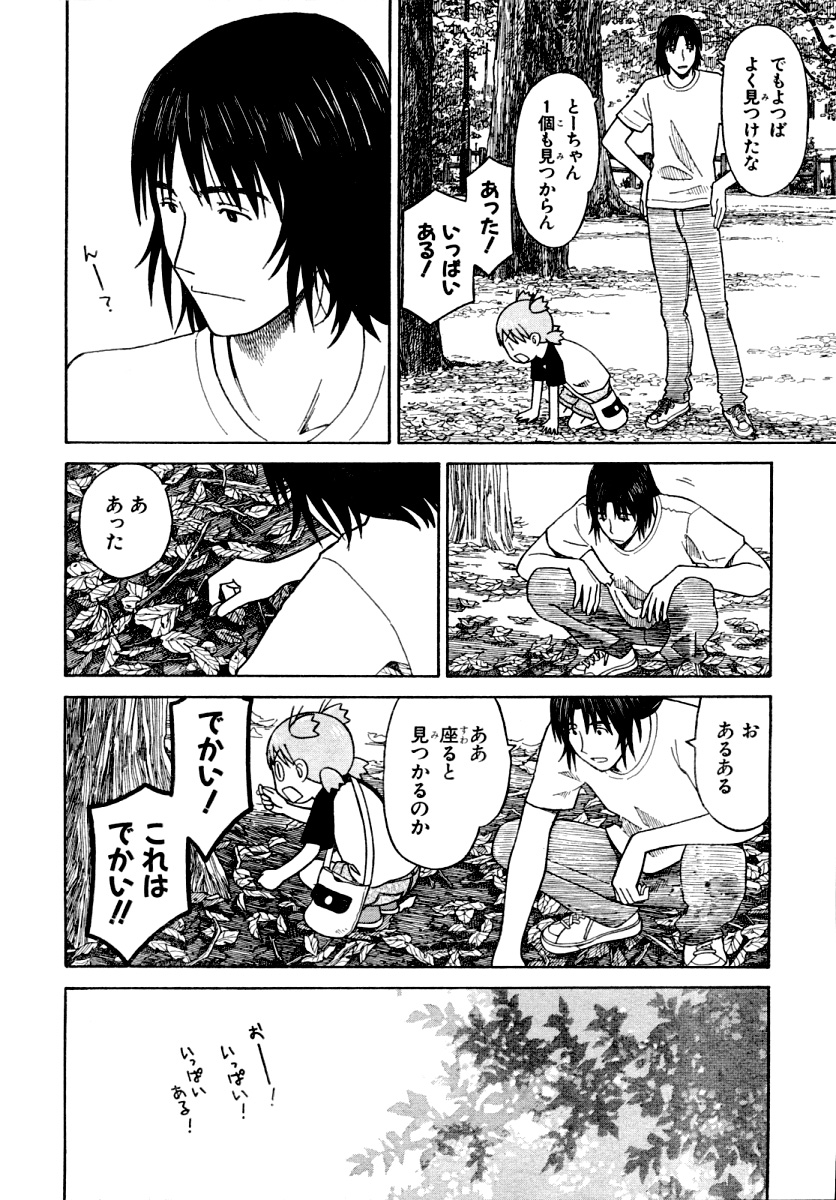 でもよつば
よく見つけたな
とーちゃん
1個も見つからん
あった!
いっぱい
ある!
んー?
あ
あった
お
あるある
ああ
座ると
見つかるのか
でかい!
これは
でかい!!
おー!
いっぱい!
いっぱい
ある!